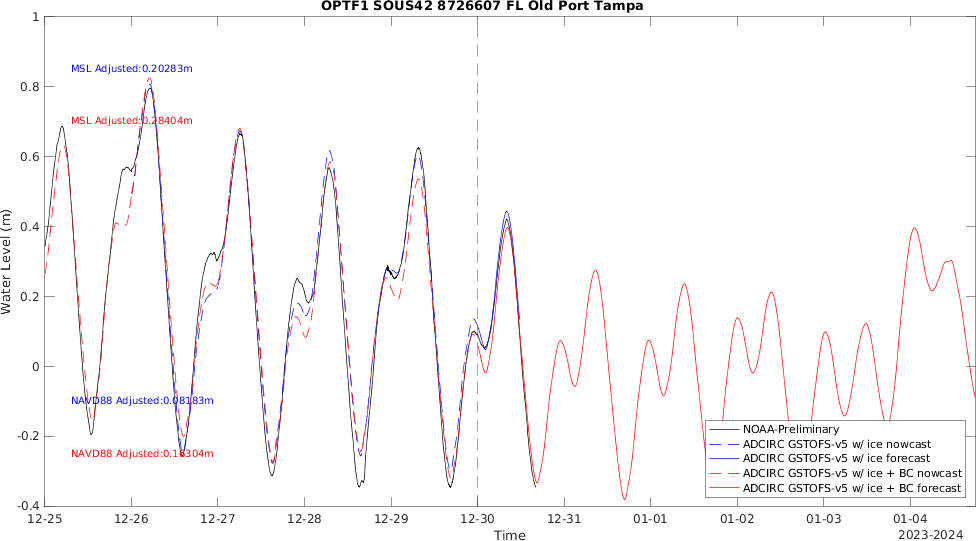 OPTF1 SOUS42 8726607 FL Old Port Tampa
Water Level (m)
1
0.8
0.6
0.4
0.2
0
-0.2
-0.4
MSL Adjusted:0.20283m
MSL Adjusted:0.28404m
NAVD88 Adjusted:0.08183m
NAVD88 Adjusted:0.16304m
NOAA-Preliminary
ADCIRC GSTOFS-v5 w/ ice nowcast
ADCIRC GSTOFS-v5 w/ ice forecast
ADCIRC GSTOFS-v5 w/ ice + BC nowcast
ADCIRC GSTOFS-v5 w/ ice + BC forecast
12-25 12-26 12-27 12-28 12-29 12-30 12-31 01-01 01-02 01-03 01-04
Time
2023-2024